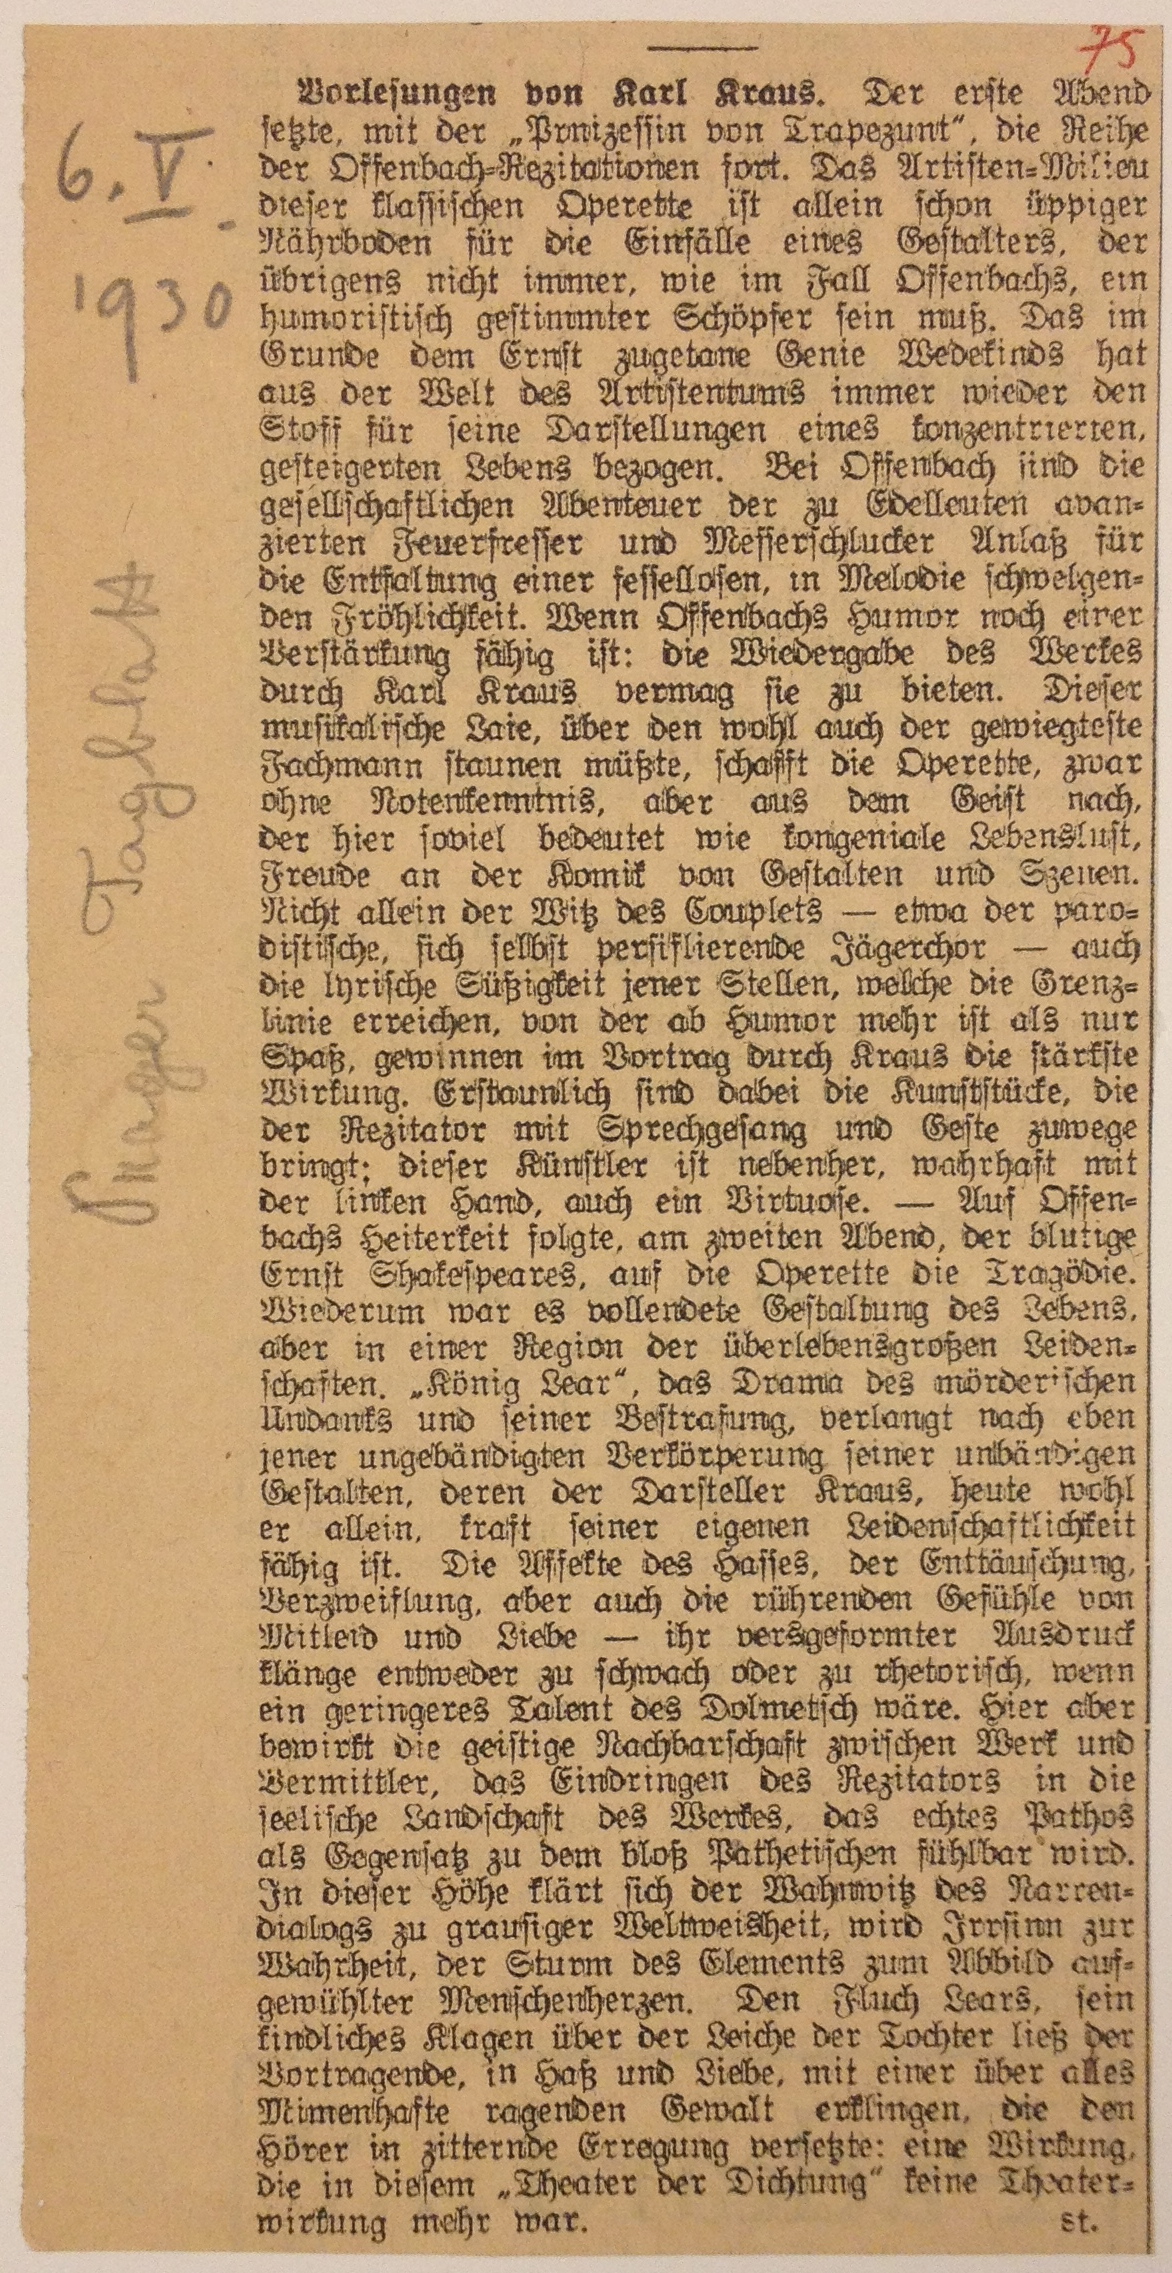 75
6. V.
1930
Prager Tagblatt
Vorlesungen von Karl Kraus. Der erste Abend
setzte, mit der „Prnizessin von Trapezunt“, die Reihe
der Offenbach-Rezitationen fort. Das Artisten-Milieu
dieser klassischen Operette ist allein schon üppiger
Nährboden für die Einfälle eines Gestalters, der
übrigens nicht immer, wie im Fall Offenbachs, ein
humoristisch gestimmter Schöpfer sein muß. Das im
Grunde dem Ernst zugetane Genie Wedekinds hat
aus der Welt des Artistentums immer wieder den
Stoff für seine Darstellungen eines konzentrierten,
gesteigerten Lebens bezogen. Bei Offenbach sind die
gesellschaftlichen Abenteuer der zu Edelleuten avan-
zierten Feuerfresser und Messerschlucker Anlaß für
die Entfaltung einer fessellosen, in Melodie schwelgen-
den Fröhlichkeit. Wenn Offenbachs Humor noch einer
Verstärkung fähig ist: die Wiedergabe des Werkes
durch Karl Kraus vermag sie zu bieten. Dieser
musikalische Laie, über den wohl auch der gewiegteste
Fachmann staunen müßte, schafft die Operette, zwar
ohne Notenkenntnis, aber aus dem Geist nach,
der hier soviel bedeutet wie kongeniale Lebenslust,
Freude an der Komik von Gestalten und Szenen.
Nicht allein der Witz des Couplets — etwa der paro-
distische, sich selbst persiflierende Jägerchor — auch
die lyrische Süßigkeit jener Stellen, welche die Grenz-
linie erreichen, von der ab Humor mehr ist als nur
Spaß, gewinnen im Vortrag durch Kraus die stärkste
Wirkung. Erstaunlich sind dabei die Kunststücke, die
der Rezitator mit Sprechgesang und Geste zuwege
bringt; dieser Künstler ist nebenher, wahrhaft mit
der linken Hand, auch ein Virtuose. — Auf Offen-
bachs Heiterkeit folgte, am zweiten Abend, der blutige
Ernst Shakespeares, auf die Operette die Tragödie.
Wiederum war es vollendete Gestaltung des Lebens,
aber in einer Region der überlebensgroßen Leiden-
schaften. „König Lear“, das Drama des mörderischen
Undanks und seiner Bestrafung, verlangt nach eben
jener ungebändigten Verkörperung seiner unbändigen
Gestalten, deren der Darsteller Kraus, heute wohl
er allein, kraft seiner eigenen Leidenschaftlichkeit
fähig ist. Die Affekte des Hasses, der Enttäuschung,
Verzweiflung, aber auch die rührenden Gefühle von
Mitleid und Liebe — ihr versgeformter Ausdruck
klänge entweder zu schwach oder zu rhetorisch, wenn
ein geringeres Talent des Dolmetsch wäre. Hier aber
bewirkt die geistige Nachbarschaft zwischen Werk und
Vermittler, das Eindringen des Rezitators in die
seelische Landschaft des Werkes, das echtes Pathos
als Gegensatz zu dem bloß Pathetischen fühlbar wird.
In dieser Höhe klärt sich der Wahnwitz des Narren-
dialogs zu grausiger Weltweisheit, wird Irrsinn zur
Wahrheit, der Sturm des Elements zum Abbild auf-
gewühlter Menschenherzen. Den Fluch Lears, sein
kindliches Klagen über der Leiche der Tochter ließ der
Vortragende, in Haß und Liebe, mit einer über alles
Mimenhafte ragenden Gewalt erklingen, die den
Hörer in zitternde Erregung versetzte: eine Wirkung,
die in diesem „Theater der Dichtung“ keine Theater-
wirkung mehr war. st.